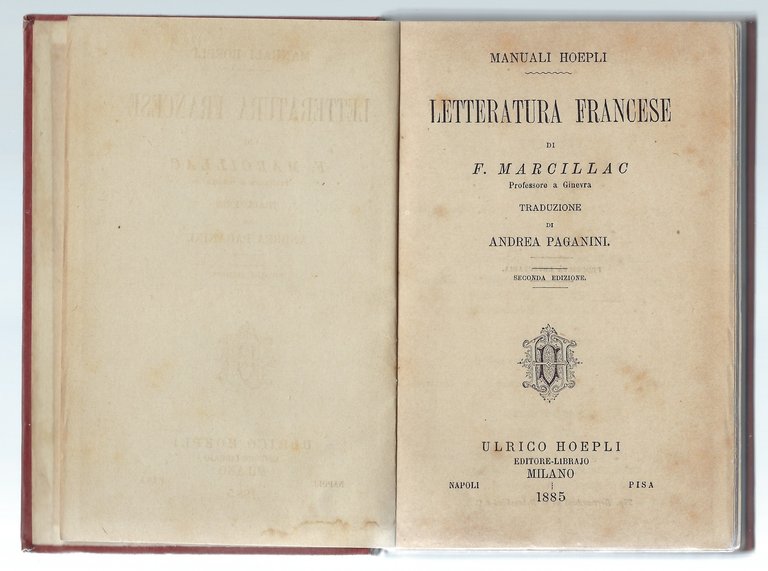 MANUALI HOEPLI
LETTERATURA FRANCESE
DI
F. MARCILLAC
Professore a Ginevra
TRADUZIONE
DI
ANDREA PAGANINI.
SECONDA EDIZIONE.
ULRICO HOEPLI
EDITORE-LIBRAJO
MILANO
NAPOLI PISA
1885